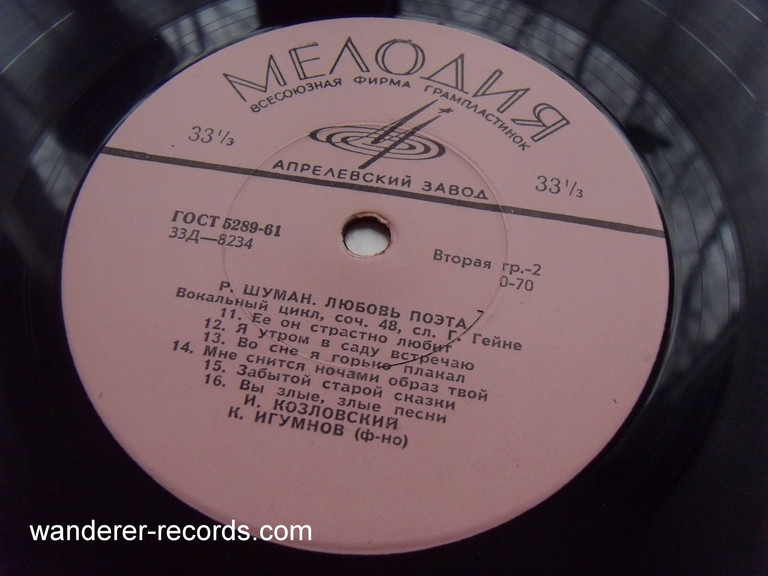 МЕЛОДИЯ
ВСЕСОЮЗНАЯ ФИРМА ГРАМПЛАСТИНОК
33⅓
АПРЕЛЕВСКИЙ ЗАВОД
33⅓
ГОСТ 5289-61
33Д—8234
Вторая гр.-2
0-70
Р. ШУМАН. ЛЮБОВЬ ПОЭТА
Вокальный цикл, соч. 48, сл. Г. Гейне
11. Ее он страстно любит
12. Я утром в саду встречаю
13. Во сне я горько плакал
14. Мне снится ночами образ твой
15. Забытой старой сказки
16. Вы злые, злые песни
И. КОЗЛОВСКИЙ
К. ИГУМНОВ (ф-но)
wanderer-records.com